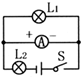 L₁
+ A -
L₂ S